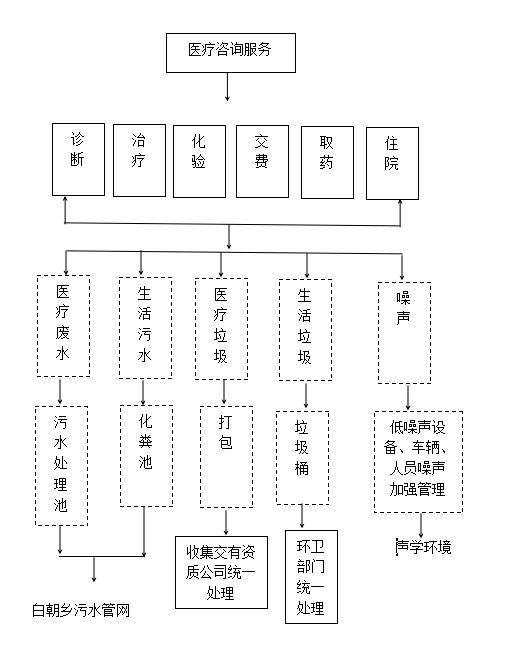 医疗咨询服务
诊断
治疗
化验
交费
取药
住院
医疗废水
生活污水
医疗垃圾
生活垃圾
噪声
污水处理池
化粪池
打包
垃圾桶
低噪声设
备、车辆、
人员噪声
加强管理
收集交有资
质公司统一
处理
环卫
部门
统一
处理
声学环境
白朝乡污水管网